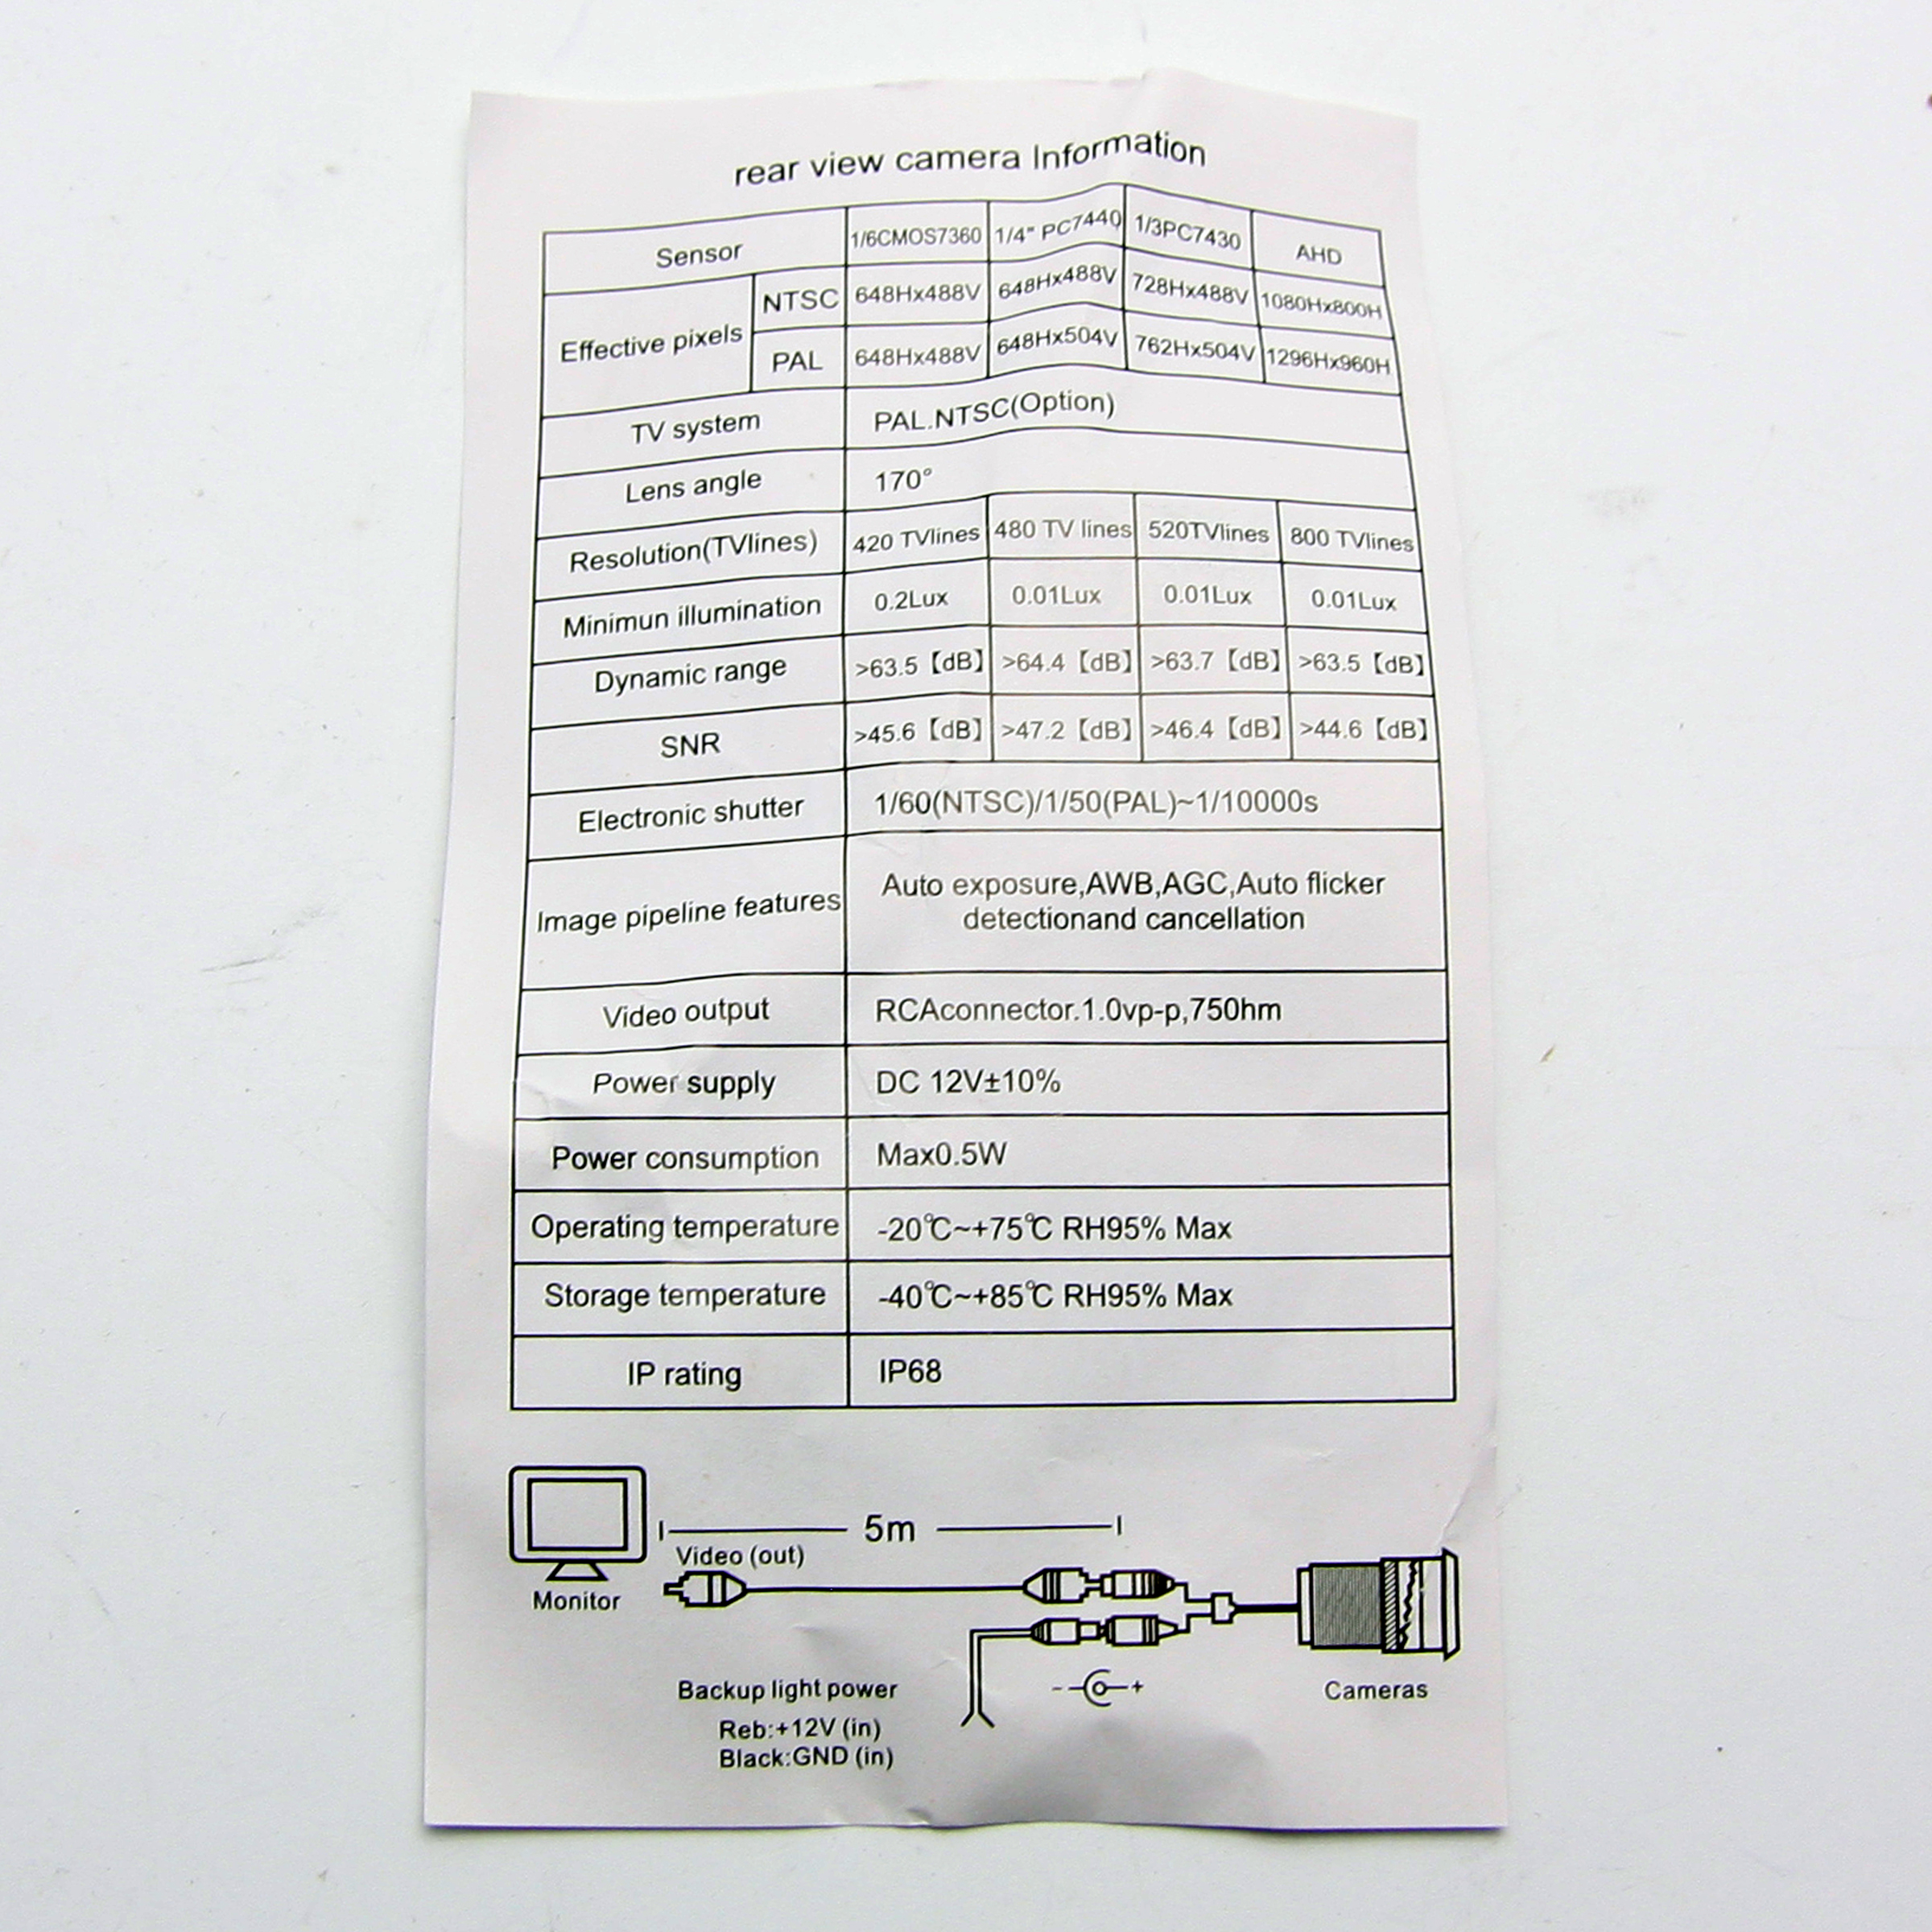 rear view camera Information
Sensor 1/6CMOS7360 1/4" PC7440 1/3PC7430 AHD
Effective pixels NTSC 648Hx488V 648Hx488V 728Hx488V 1080Hx800H
PAL 648Hx488V 648Hx504V 762Hx504V 1296Hx960H
TV system PAL.NTSC(Option)
Lens angle 170°
Resolution(TVlines) 420 TVlines 480 TV lines 520TVlines 800 TVlines
Minimun illumination 0.2Lux 0.01Lux 0.01Lux 0.01Lux
Dynamic range >63.5【dB】 >64.4【dB】 >63.7【dB】 >63.5【dB】
SNR >45.6【dB】 >47.2【dB】 >46.4【dB】 >44.6【dB】
Electronic shutter 1/60(NTSC)/1/50(PAL)~1/10000s
Image pipeline features Auto exposure,AWB,AGC,Auto flicker
detectionand cancellation
Video output RCAconnector.1.0vp-p,750hm
Power supply DC 12V±10%
Power consumption Max0.5W
Operating temperature -20℃~+75℃ RH95% Max
Storage temperature -40℃~+85℃ RH95% Max
IP rating IP68
5m
Video (out)
Monitor
- +
Backup light power
Cameras
Reb:+12V (in)
Black:GND (in)